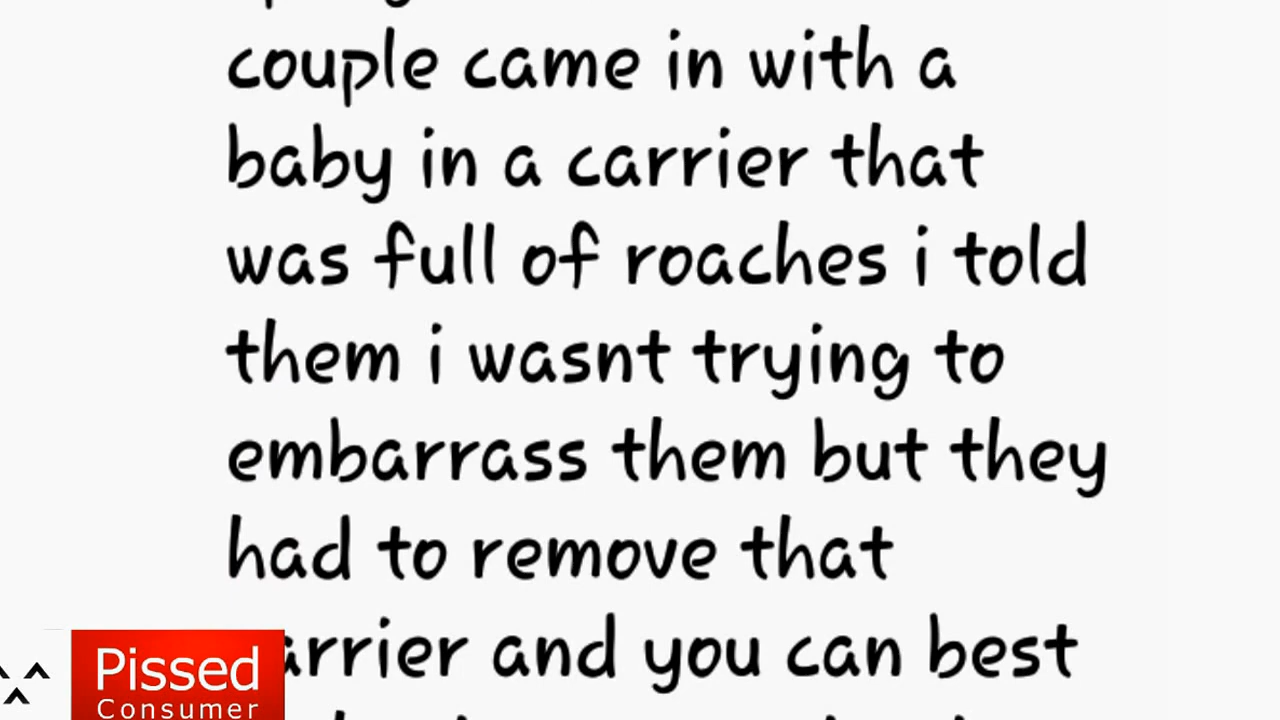 couple came in with a
baby in a carrier that
was full of roaches i told
them i wasnt trying to
embarrass them but they
had to remove that
arrier and you can best
Pissed
Consumer